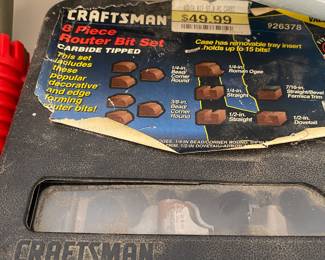 CRAFTSMAN
$49.99
926378
8 Piece
Router Bit Set
CARBIDE TIPPED
Case has removable tray insert
holds up to 15 bits!
This set
includes
these
popular
decorative
and edge
forming
router bits!
1/4-in.
Bead/
Corner
Round
1/4-in.
Roman Ogee
3/8-in.
Bead/
Corner
Round
1/4-in.
Straight
7/16-in.
Straight/Bevel
Formica Trim
1/2-in.
Straight
1/2-in.
Dovetail
CRAFTSMAN